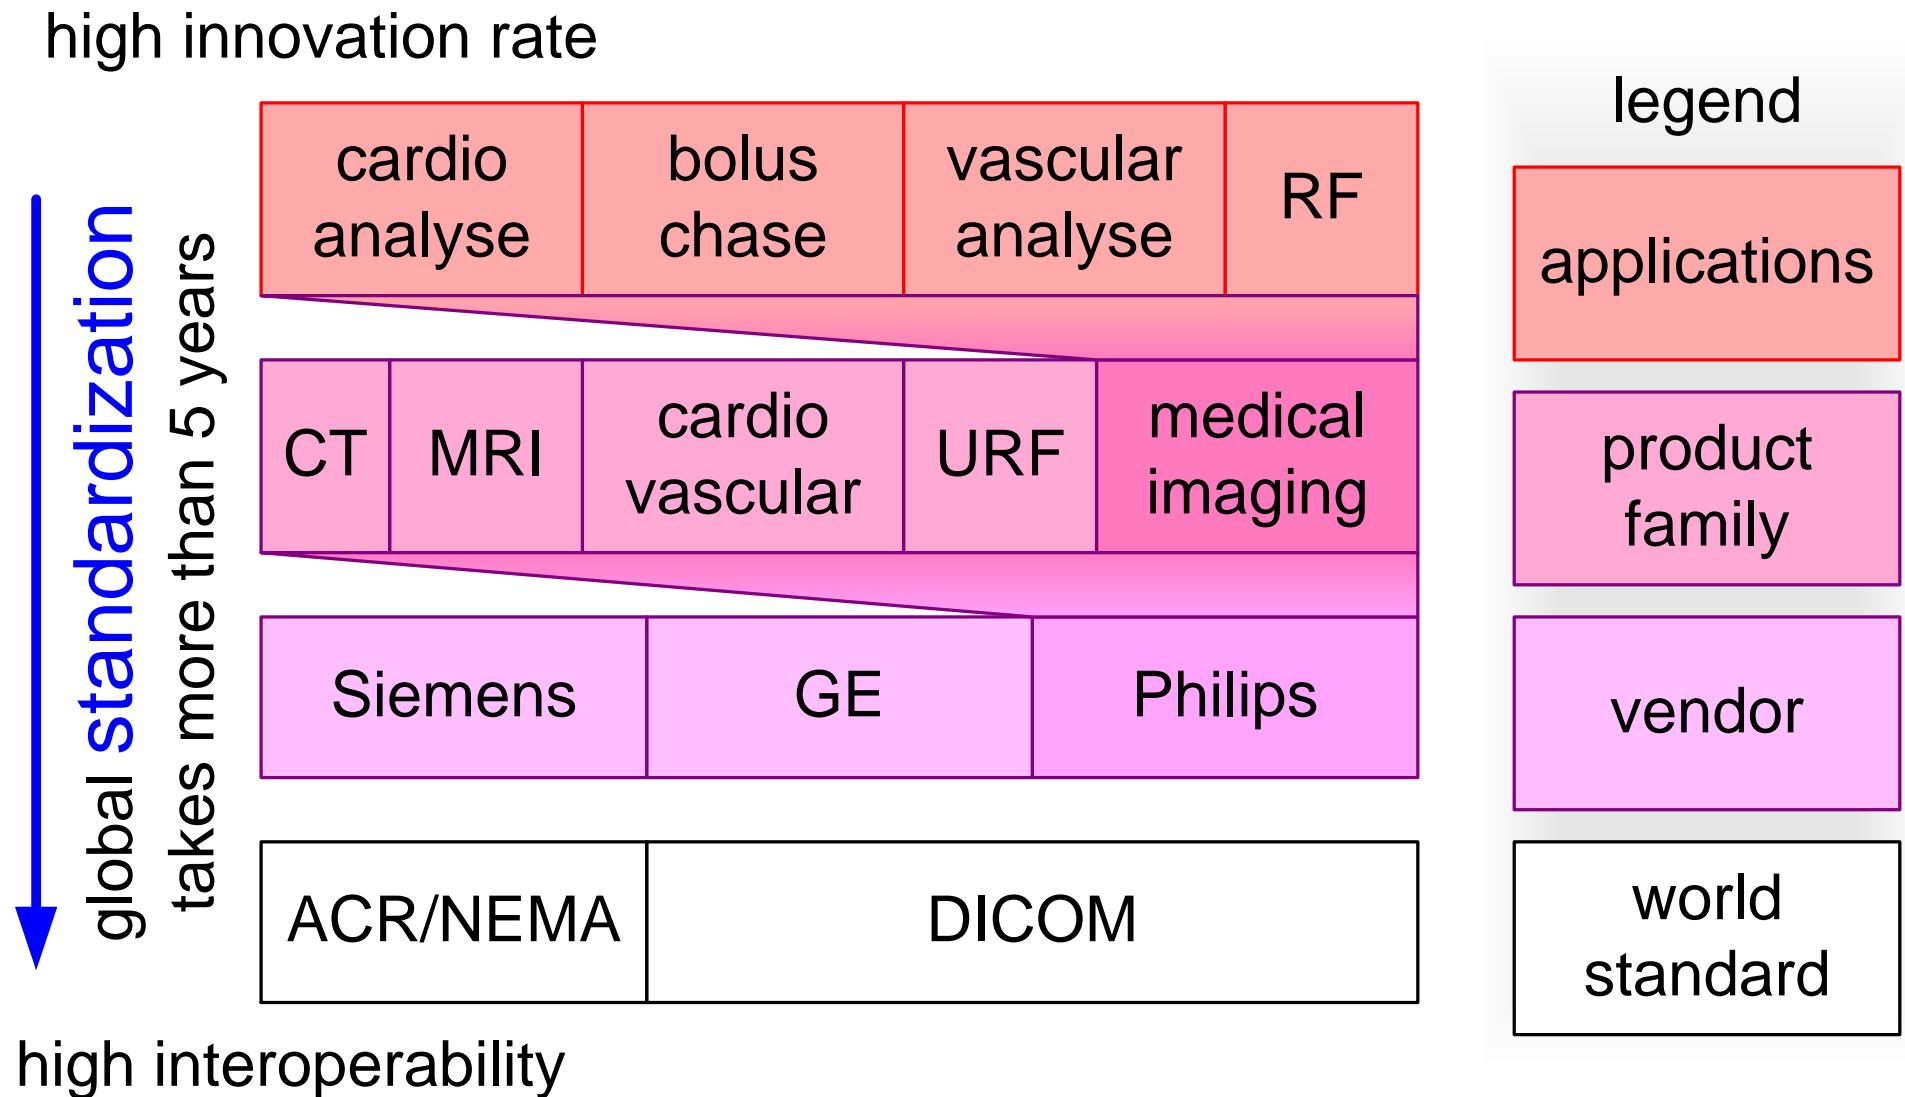 high innovation rate
global standardization
takes more than 5 years
cardio
analyse
bolus
chase
vascular
analyse
RF
CT
MRI
cardio
vascular
URF
medical
imaging
Siemens
GE
Philips
ACR/NEMA
DICOM
high interoperability
legend
applications
product
family
vendor
world
standard